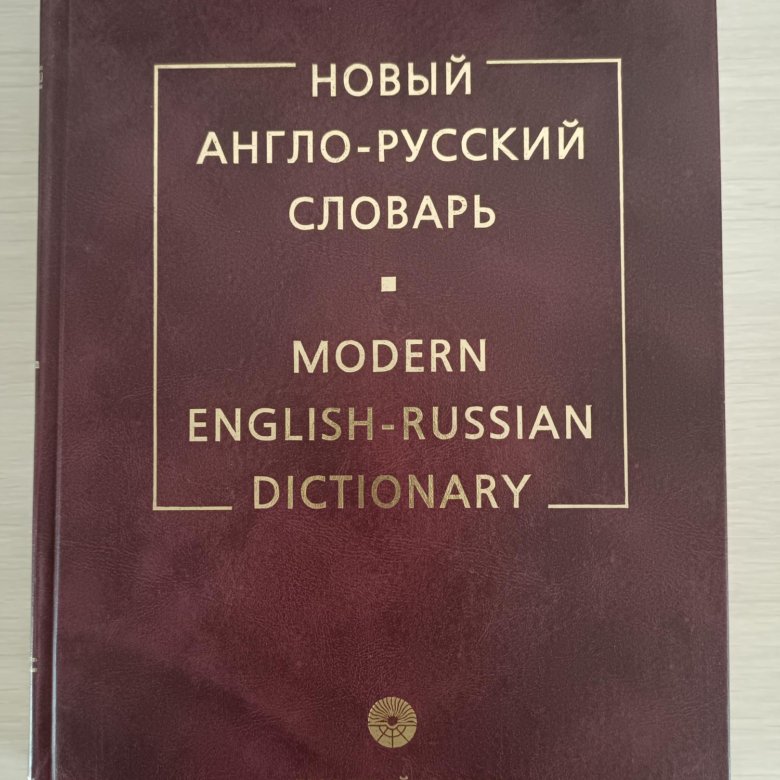 НОВЫЙ
АНГЛО-РУССКИЙ
СЛОВАРЬ
MODERN
ENGLISH-RUSSIAN
DICTIONARY